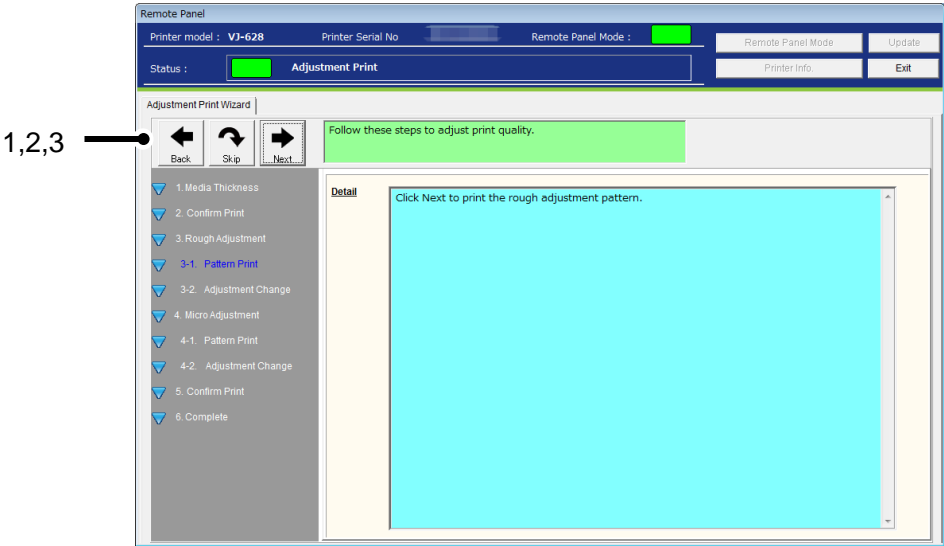 Remote Panel
Printer model : VJ-628 Printer Serial No Remote Panel Mode : Remote Panel Mode Update
Status : Adjustment Print Printer Info. Exit
Adjustment Print Wizard
1,2,3
Back Skip Next
Follow these steps to adjust print quality.
1. Media Thickness
2. Confirm Print
3. Rough Adjustment
3-1. Pattern Print
3-2. Adjustment Change
4. Micro Adjustment
4-1. Pattern Print
4-2. Adjustment Change
5. Confirm Print
6. Complete
Detail
Click Next to print the rough adjustment pattern.